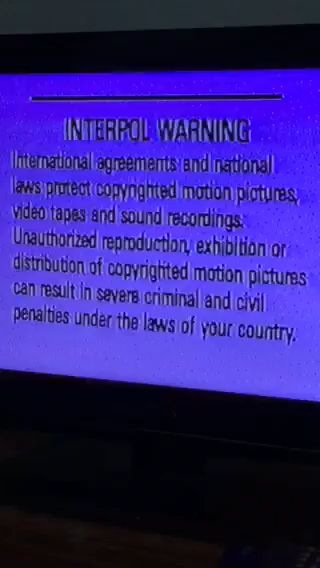 INTERPOL WARNING
International agreements and national
laws protect copyrighted motion pictures,
video tapes and sound recordings.
Unauthorized reproduction, exhibition or
distribution of copyrighted motion pictures
can result in severe criminal and civil
penalties under the laws of your country.